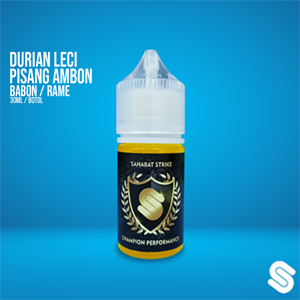 DURIAN LECI
PISANG AMBON
BABON / RAME
30ML / BOTOL
SAHABAT STRIKE
CHAMPION PERFORMANCE